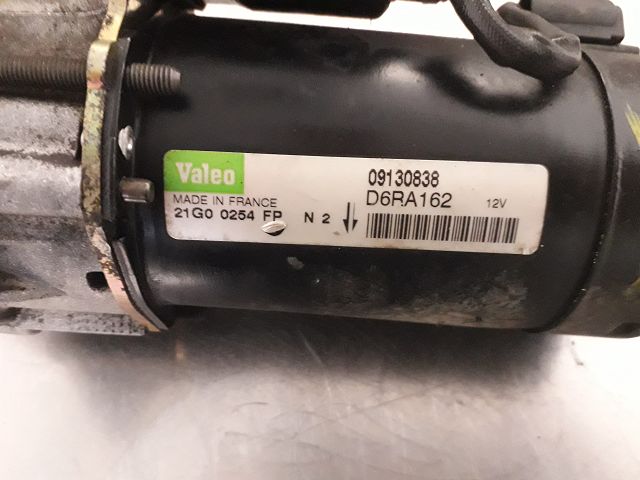 Valeo
MADE IN FRANCE
21G0 0254 FP N 2
09130838
D6RA162 12V